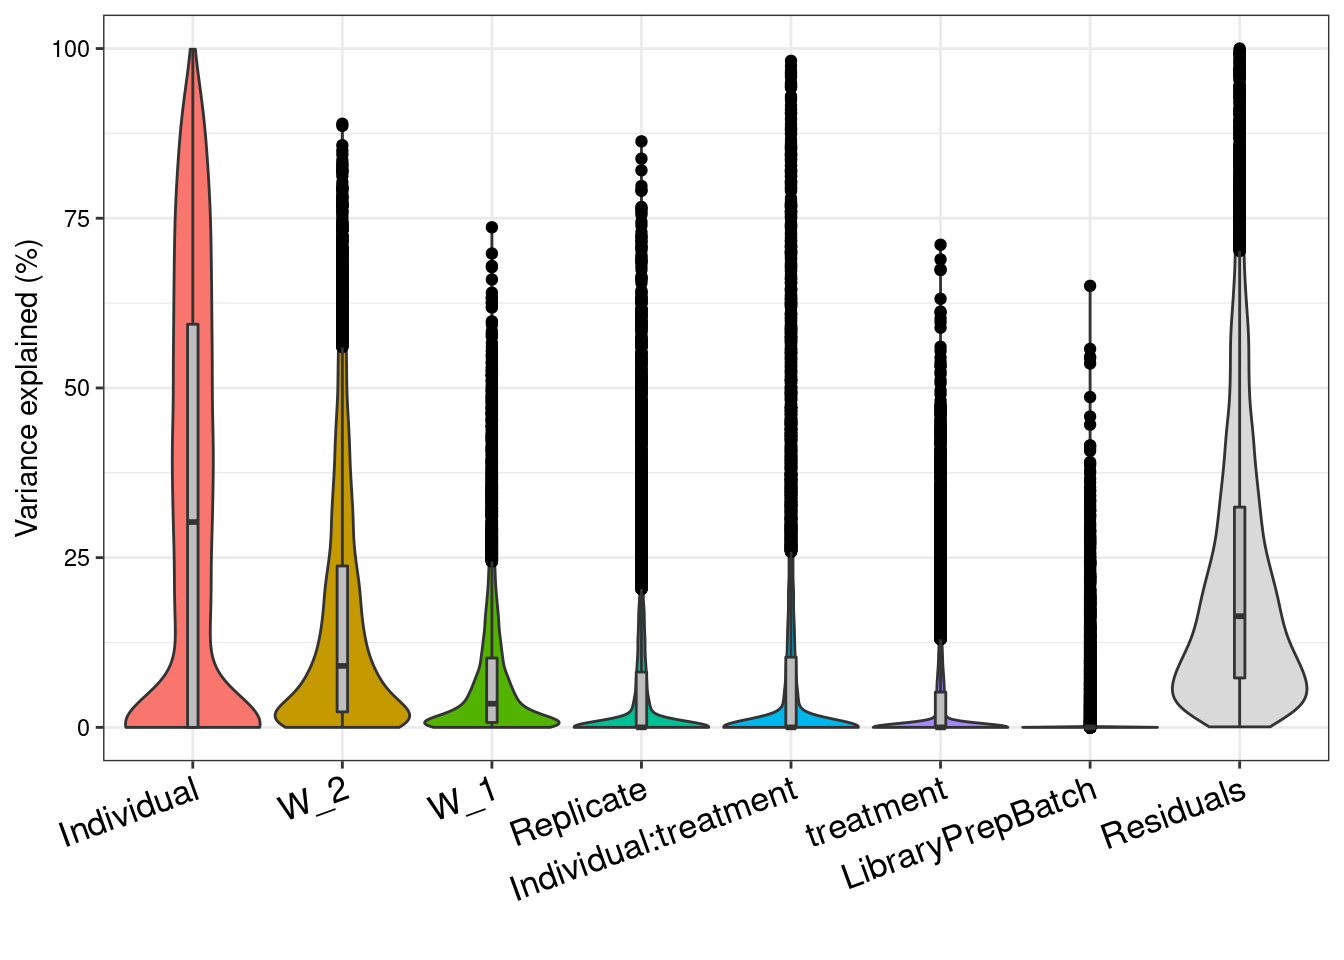 Variance explained (%)
100
75
50
25
0
Individual
W_2
W_1
Replicate
Individual:treatment
treatment
LibraryPrepBatch
Residuals